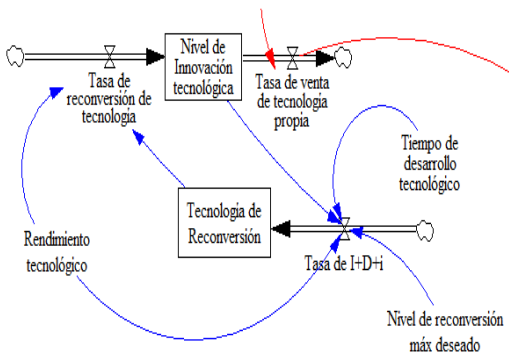 Nivel de
Innovación
tecnológica
Tasa de
reconversión de
tecnología
Tasa de venta
de tecnología
propia
Tiempo de
desarrollo
tecnológico
Tecnología de
Reconversión
Rendimiento
tecnológico
Tasa de I+D+i
Nivel de reconversión
máx deseado